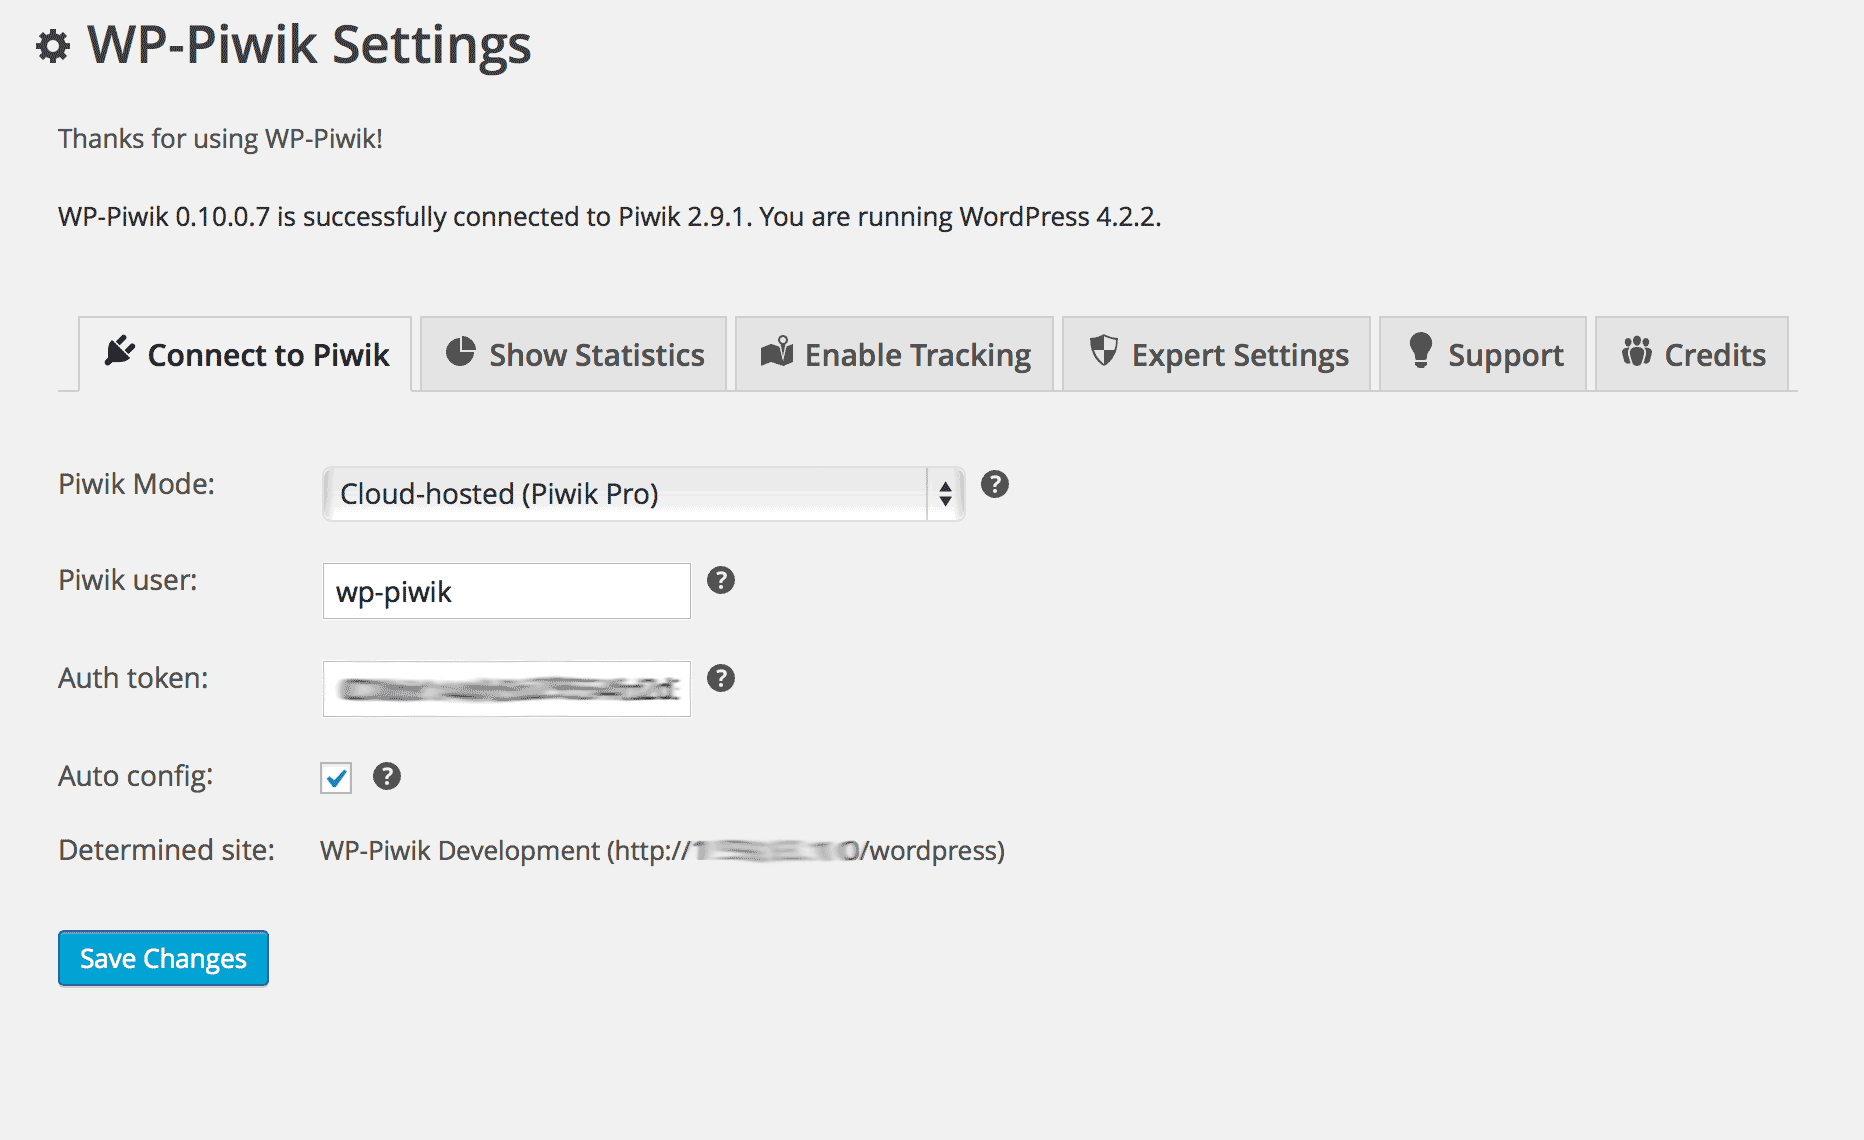 WP-Piwik Settings
Thanks for using WP-Piwik!
WP-Piwik 0.10.0.7 is successfully connected to Piwik 2.9.1. You are running WordPress 4.2.2.
Connect to Piwik Show Statistics Enable Tracking Expert Settings Support Credits
Piwik Mode: Cloud-hosted (Piwik Pro) ?
Piwik user: wp-piwik ?
Auth token: ?
Auto config: ?
Determined site: WP-Piwik Development (http:// /wordpress)
Save Changes